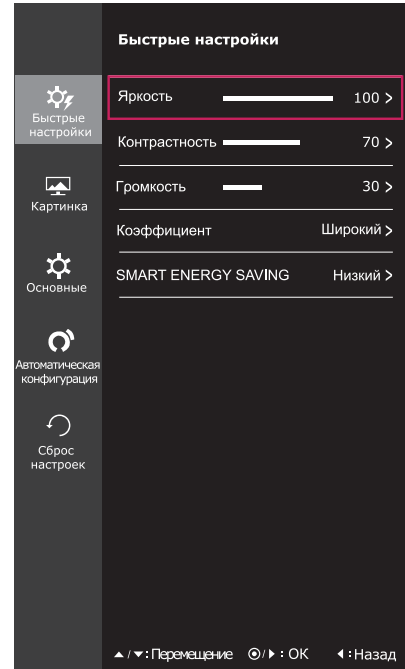 Быстрые настройки
Быстрые
настройки
Картинка
Основные
Автоматическая
конфигурация
Сброс
настроек
Яркость 100 >
Контрастность 70 >
Громкость 30 >
Коэффициент Широкий >
SMART ENERGY SAVING Низкий >
▲/▼:Перемещение ⊙/▶ : OK ◀ :Назад